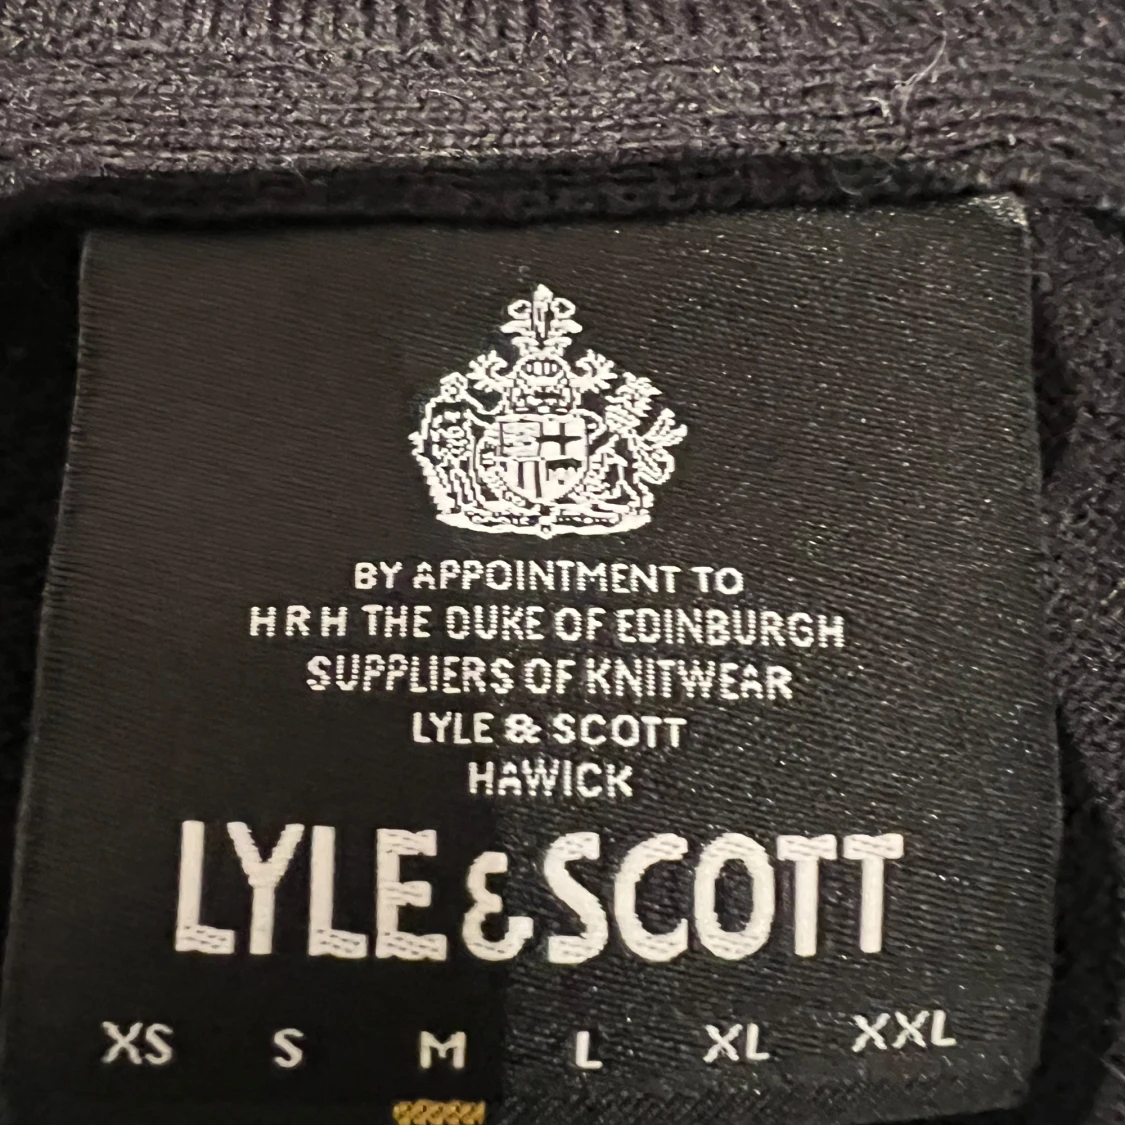 BY APPOINTMENT TO
H R H THE DUKE OF EDINBURGH
SUPPLIERS OF KNITWEAR
LYLE & SCOTT
HAWICK
LYLE & SCOTT
XS S M L XL XXL